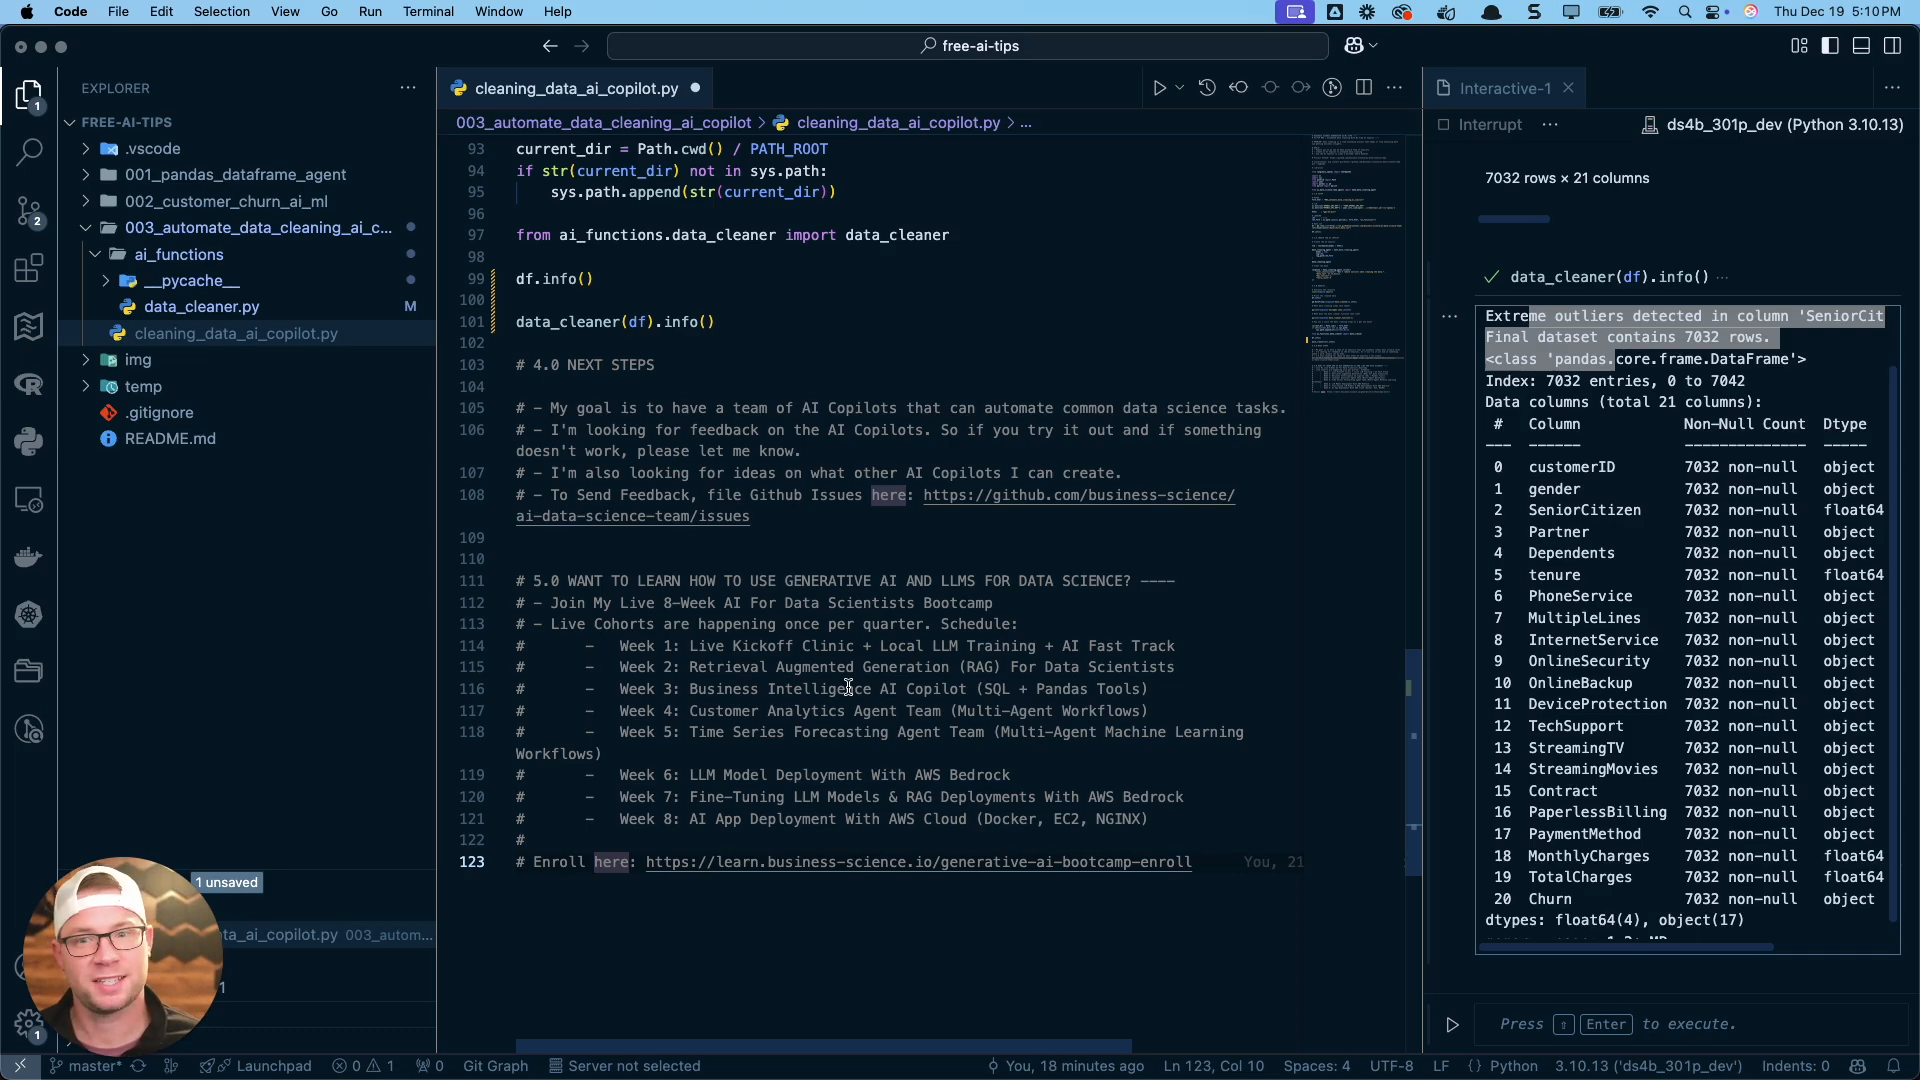 Code File Edit Selection View Go Run Terminal Window Help Thu Dec 19 5:10 PM
free-ai-tips
EXPLORER
FREE-AI-TIPS
.vscode
001_pandas_dataframe_agent
002_customer_churn_ai_ml
003_automate_data_cleaning_ai_c...
ai_functions
__pycache__
data_cleaner.py M
cleaning_data_ai_copilot.py
img
temp
.gitignore
README.md
1
2
1 unsaved
ta_ai_copilot.py 003_autom...
1
1
cleaning_data_ai_copilot.py
003_automate_data_cleaning_ai_copilot > cleaning_data_ai_copilot.py > ...
93 current_dir = Path.cwd() / PATH_ROOT
94 if str(current_dir) not in sys.path:
95 sys.path.append(str(current_dir))
96
97 from ai_functions.data_cleaner import data_cleaner
98
99 df.info()
100
101 data_cleaner(df).info()
102
103 # 4.0 NEXT STEPS
104
105 # - My goal is to have a team of AI Copilots that can automate common data science tasks.
106 # - I'm looking for feedback on the AI Copilots. So if you try it out and if something
doesn't work, please let me know.
107 # - I'm also looking for ideas on what other AI Copilots I can create.
108 # - To Send Feedback, file Github Issues here: https://github.com/business-science/
ai-data-science-team/issues
109
110
111 # 5.0 WANT TO LEARN HOW TO USE GENERATIVE AI AND LLMS FOR DATA SCIENCE? ----
112 # - Join My Live 8-Week AI For Data Scientists Bootcamp
113 # - Live Cohorts are happening once per quarter. Schedule:
114 # - Week 1: Live Kickoff Clinic + Local LLM Training + AI Fast Track
115 # - Week 2: Retrieval Augmented Generation (RAG) For Data Scientists
116 # - Week 3: Business Intelligence AI Copilot (SQL + Pandas Tools)
117 # - Week 4: Customer Analytics Agent Team (Multi-Agent Workflows)
118 # - Week 5: Time Series Forecasting Agent Team (Multi-Agent Machine Learning
Workflows)
119 # - Week 6: LLM Model Deployment With AWS Bedrock
120 # - Week 7: Fine-Tuning LLM Models & RAG Deployments With AWS Bedrock
121 # - Week 8: AI App Deployment With AWS Cloud (Docker, EC2, NGINX)
122 #
123 # Enroll here: https://learn.business-science.io/generative-ai-bootcamp-enroll You, 21
Interactive-1
Interrupt ... ds4b_301p_dev (Python 3.10.13)
7032 rows × 21 columns
data_cleaner(df).info() ...
Extreme outliers detected in column 'SeniorCit
Final dataset contains 7032 rows.
<class 'pandas.core.frame.DataFrame'>
Index: 7032 entries, 0 to 7042
Data columns (total 21 columns):
# Column Non-Null Count Dtype
--- ------ -------------- -----
0 customerID 7032 non-null object
1 gender 7032 non-null object
2 SeniorCitizen 7032 non-null float64
3 Partner 7032 non-null object
4 Dependents 7032 non-null object
5 tenure 7032 non-null float64
6 PhoneService 7032 non-null object
7 MultipleLines 7032 non-null object
8 InternetService 7032 non-null object
9 OnlineSecurity 7032 non-null object
10 OnlineBackup 7032 non-null object
11 DeviceProtection 7032 non-null object
12 TechSupport 7032 non-null object
13 StreamingTV 7032 non-null object
14 StreamingMovies 7032 non-null object
15 Contract 7032 non-null object
16 PaperlessBilling 7032 non-null object
17 PaymentMethod 7032 non-null object
18 MonthlyCharges 7032 non-null float64
19 TotalCharges 7032 non-null float64
20 Churn 7032 non-null object
dtypes: float64(4), object(17)
Press ⇧ Enter to execute.
master* Launchpad 0 1 0 Git Graph Server not selected You, 18 minutes ago Ln 123, Col 10 Spaces: 4 UTF-8 LF {} Python 3.10.13 ('ds4b_301p_dev') Indents: 0